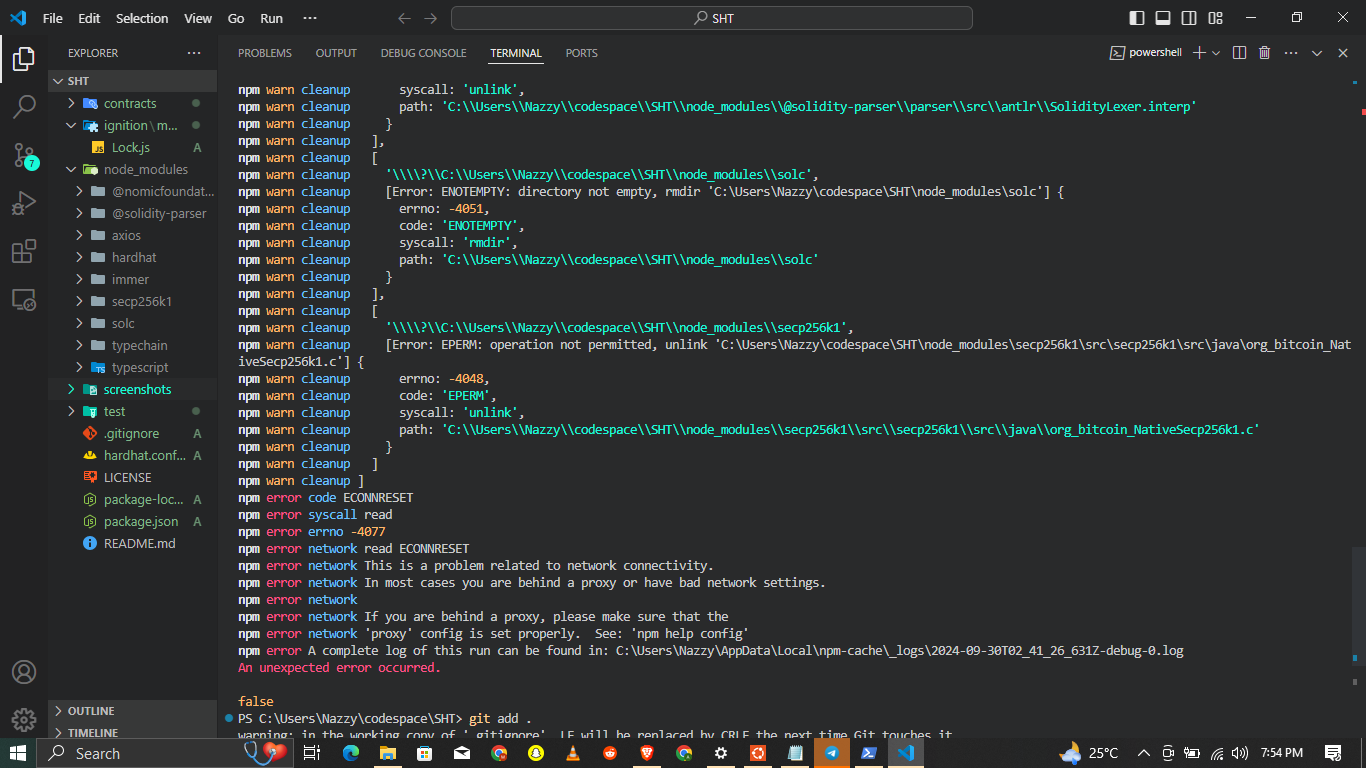 File Edit Selection View Go Run ··· SHT
EXPLORER ···
SHT
contracts
ignition\m...
Lock.js A
node_modules
@nomicfoundat...
@solidity-parser
axios
hardhat
immer
secp256k1
solc
typechain
typescript
screenshots
test
.gitignore A
hardhat.conf... A
LICENSE
package-loc... A
package.json A
README.md
OUTLINE
TIMELINE
7
PROBLEMS OUTPUT DEBUG CONSOLE TERMINAL PORTS powershell
npm warn cleanup       syscall: 'unlink',
npm warn cleanup       path: 'C:\\Users\\Nazzy\\codespace\\SHT\\node_modules\\@solidity-parser\\parser\\src\\antlr\\SolidityLexer.interp'
npm warn cleanup     }
npm warn cleanup   ],
npm warn cleanup   [
npm warn cleanup     '\\\\?\\C:\\Users\\Nazzy\\codespace\\SHT\\node_modules\\solc',
npm warn cleanup     [Error: ENOTEMPTY: directory not empty, rmdir 'C:\Users\Nazzy\codespace\SHT\node_modules\solc'] {
npm warn cleanup       errno: -4051,
npm warn cleanup       code: 'ENOTEMPTY',
npm warn cleanup       syscall: 'rmdir',
npm warn cleanup       path: 'C:\\Users\\Nazzy\\codespace\\SHT\\node_modules\\solc'
npm warn cleanup     }
npm warn cleanup   ],
npm warn cleanup   [
npm warn cleanup     '\\\\?\\C:\\Users\\Nazzy\\codespace\\SHT\\node_modules\\secp256k1',
npm warn cleanup     [Error: EPERM: operation not permitted, unlink 'C:\Users\Nazzy\codespace\SHT\node_modules\secp256k1\src\secp256k1\src\java\org_bitcoin_Nat
iveSecp256k1.c'] {
npm warn cleanup       errno: -4048,
npm warn cleanup       code: 'EPERM',
npm warn cleanup       syscall: 'unlink',
npm warn cleanup       path: 'C:\\Users\\Nazzy\\codespace\\SHT\\node_modules\\secp256k1\\src\\secp256k1\\src\\java\\org_bitcoin_NativeSecp256k1.c'
npm warn cleanup     }
npm warn cleanup   ]
npm warn cleanup ]
npm error code ECONNRESET
npm error syscall read
npm error errno -4077
npm error network read ECONNRESET
npm error network This is a problem related to network connectivity.
npm error network In most cases you are behind a proxy or have bad network settings.
npm error network
npm error network If you are behind a proxy, please make sure that the
npm error network 'proxy' config is set properly.  See: 'npm help config'
npm error A complete log of this run can be found in: C:\Users\Nazzy\AppData\Local\npm-cache\_logs\2024-09-30T02_41_26_631Z-debug-0.log
An unexpected error occurred.
false
PS C:\Users\Nazzy\codespace\SHT> git add .
warning: in the working copy of '.gitignore', LF will be replaced by CRLF the next time Git touches it
Search 25°C 7:54 PM